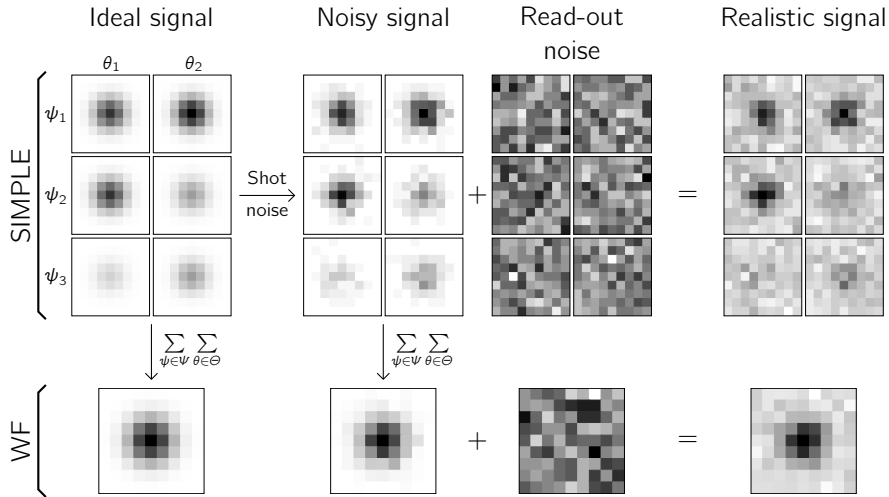 Ideal signal
Noisy signal
Read-out
noise
Realistic signal
θ₁ θ₂
SIMPLE
ψ₁
ψ₂
ψ₃
Shot
noise
+
=
∑ψ∈Ψ ∑θ∈Θ
∑ψ∈Ψ ∑θ∈Θ
WF
+
=